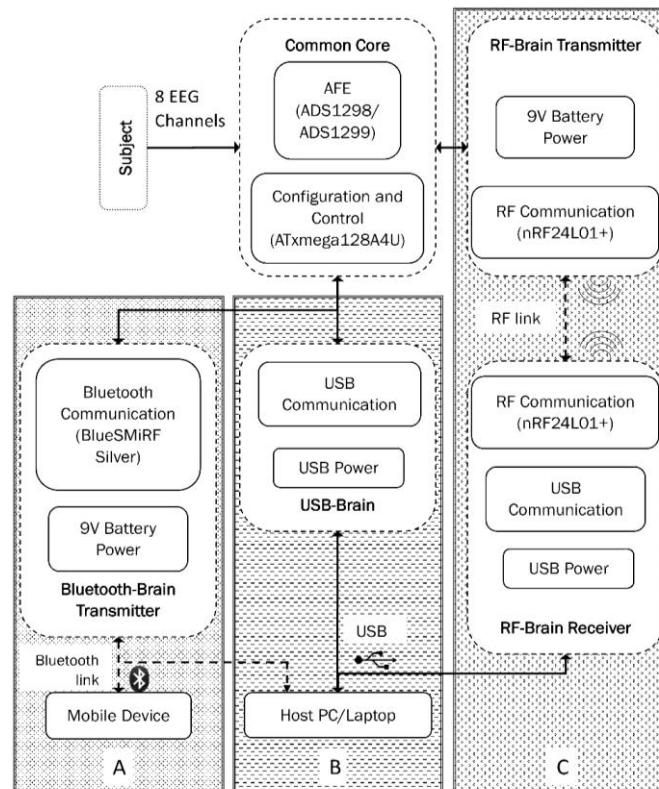 Common Core
AFE
(ADS1298/
ADS1299)
Configuration and
Control
(ATxmega128A4U)
Subject
8 EEG
Channels
RF-Brain Transmitter
9V Battery
Power
RF Communication
(nRF24L01+)
RF link
RF Communication
(nRF24L01+)
USB
Communication
USB Power
RF-Brain Receiver
Bluetooth
Communication
(BlueSMiRF
Silver)
9V Battery
Power
Bluetooth-Brain
Transmitter
USB
Communication
USB Power
USB-Brain
Bluetooth
link
USB
Mobile Device
Host PC/Laptop
A
B
C